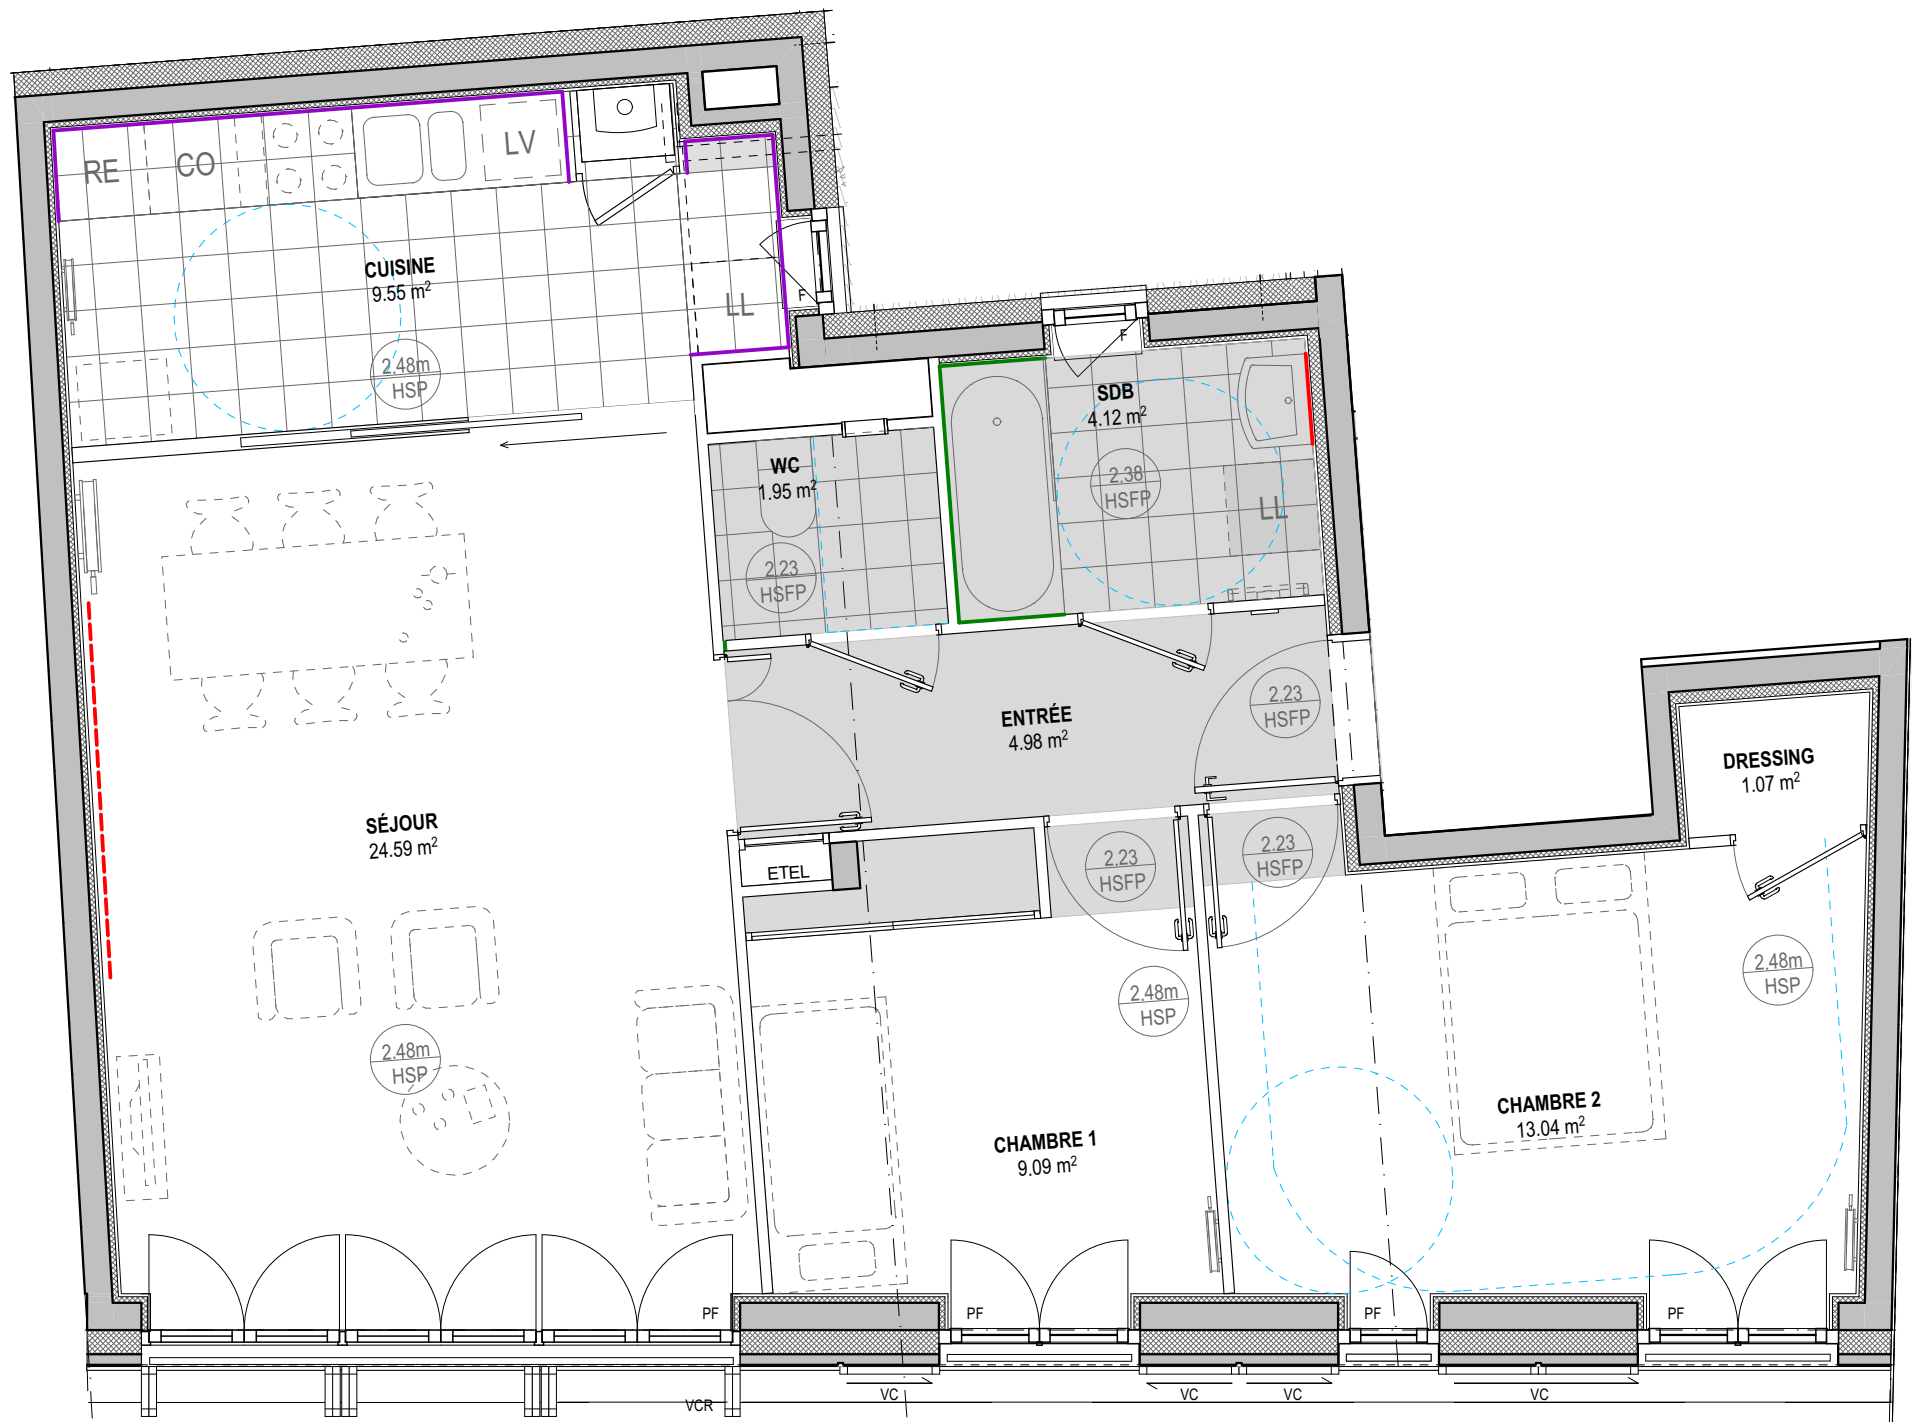 RE
CO
LV
CUISINE
9.55 m²
F
LL
2.48m
HSP
F
SDB
4.12 m²
WC
1.95 m²
2.38
HSFP
LL
2.23
HSFP
ENTRÉE
4.98 m²
2.23
HSFP
DRESSING
1.07 m²
SÉJOUR
24.59 m²
ETEL
2.23
HSFP
2.23
HSFP
2.48m
HSP
2.48m
HSP
2.48m
HSP
CHAMBRE 1
9.09 m²
CHAMBRE 2
13.04 m²
PF
PF
PF
PF
VCR
VC
VC
VC
VC